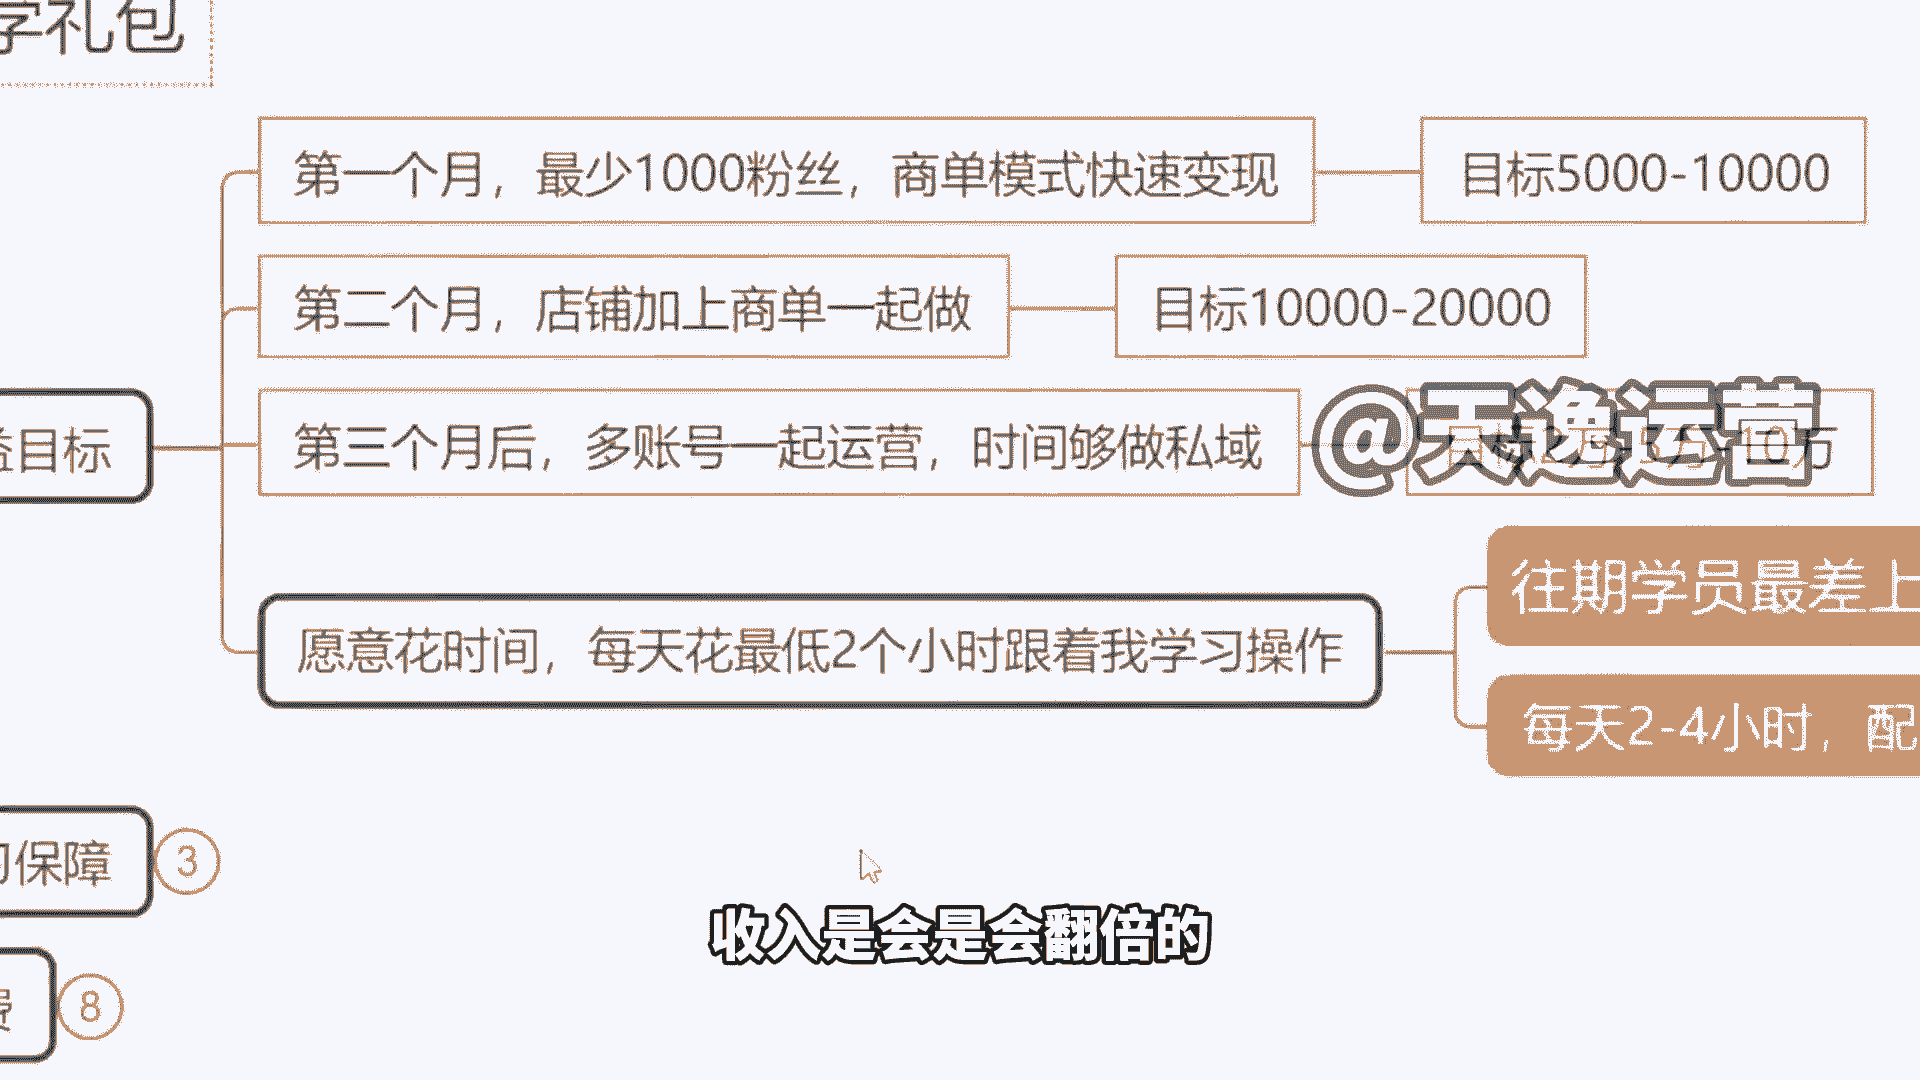 学礼包
第一个月，最少1000粉丝，商单模式快速变现
目标5000-10000
第二个月，店铺加上商单一起做
目标10000-20000
益目标
第三个月后，多账号一起运营，时间够做私域
@天逸运营
10万
往期学员最差上
愿意花时间，每天花最低2个小时跟着我学习操作
每天2-4小时，配
保障
3
收入是会是会翻倍的
8